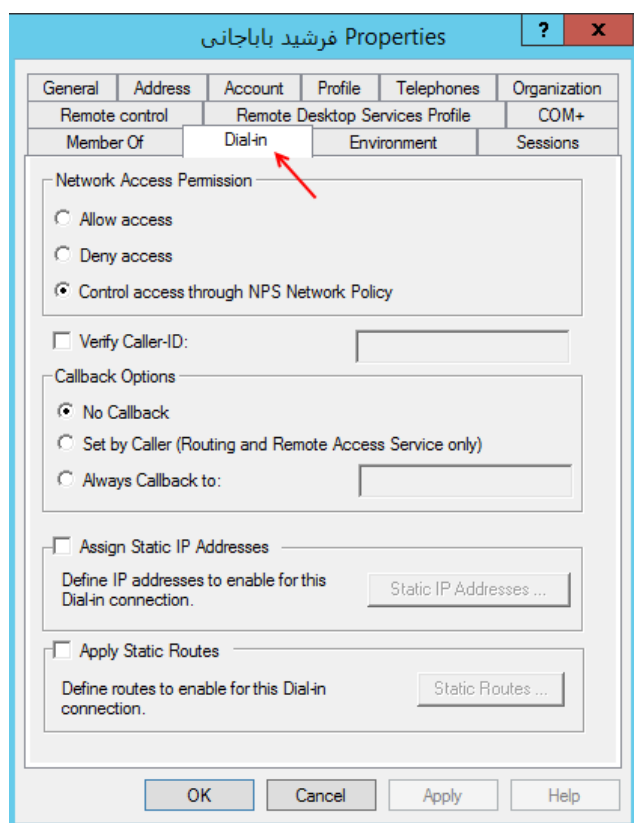 فرشید باباجانی Properties
? x
General Address Account Profile Telephones Organization
Remote control Remote Desktop Services Profile COM+
Member Of Dial-in Environment Sessions
Network Access Permission
Allow access
Deny access
Control access through NPS Network Policy
Verify Caller-ID:
Callback Options
No Callback
Set by Caller (Routing and Remote Access Service only)
Always Callback to:
Assign Static IP Addresses
Define IP addresses to enable for this
Dial-in connection.
Static IP Addresses ...
Apply Static Routes
Define routes to enable for this Dial-in
connection.
Static Routes ...
OK Cancel Apply Help